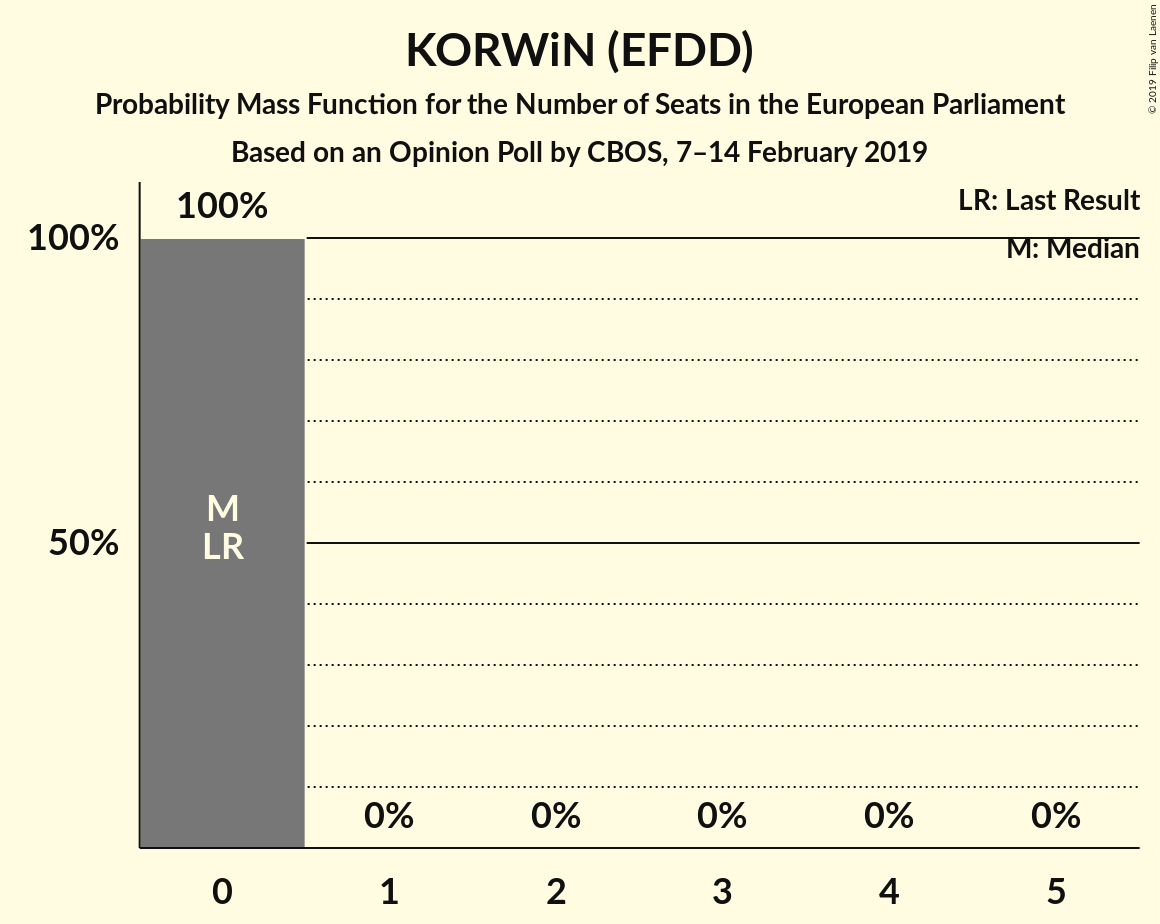 KORWiN (EFDD)
Probability Mass Function for the Number of Seats in the European Parliament
Based on an Opinion Poll by CBOS, 7–14 February 2019
© 2019 Filip van Laenen
LR: Last Result
M: Median
100%
100%
50%
M
LR
0% 0% 0% 0% 0%
0 1 2 3 4 5